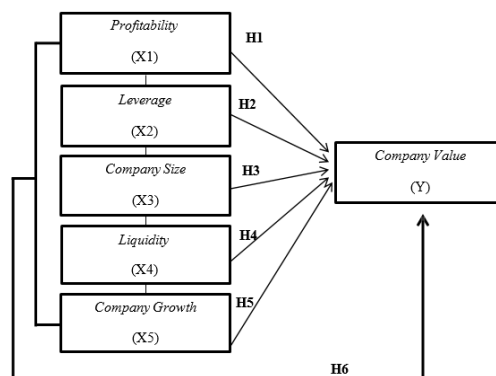 Profitability
(X1)
H1
Leverage
(X2)
H2
Company Size
(X3)
H3
Company Value
(Y)
Liquidity
(X4)
H4
Company Growth
(X5)
H5
H6